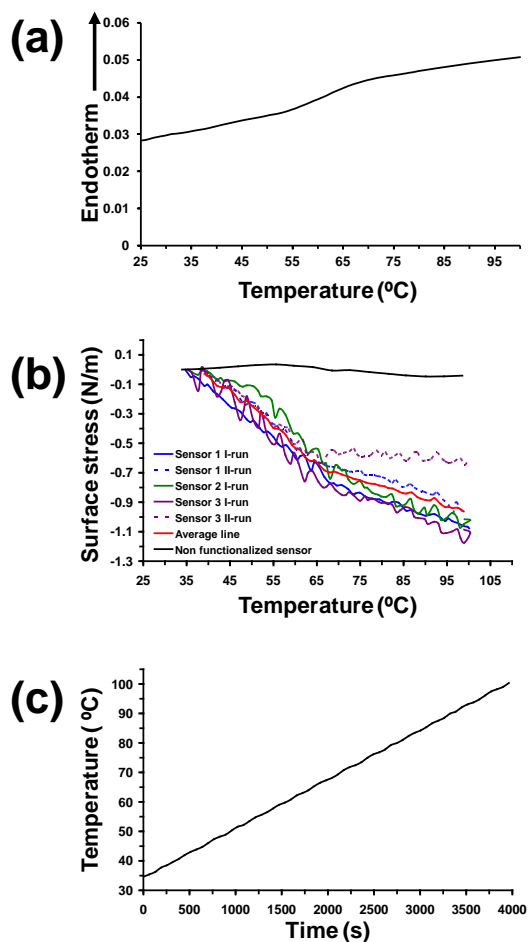 (a)
Endotherm
0.06
0.05
0.04
0.03
0.02
0.01
0
25 35 45 55 65 75 85 95
Temperature (ºC)
(b)
Surface stress (N/m)
0.1
-0.1
-0.3
-0.5
-0.7
-0.9
-1.1
-1.3
Sensor 1 I-run
Sensor 1 II-run
Sensor 2 I-run
Sensor 3 I-run
Sensor 3 II-run
Average line
Non functionalized sensor
25 35 45 55 65 75 85 95 105
Temperature (ºC)
(c)
Temperature ( ºC)
100
90
80
70
60
50
40
30
0 500 1000 1500 2000 2500 3000 3500 4000
Time (s)